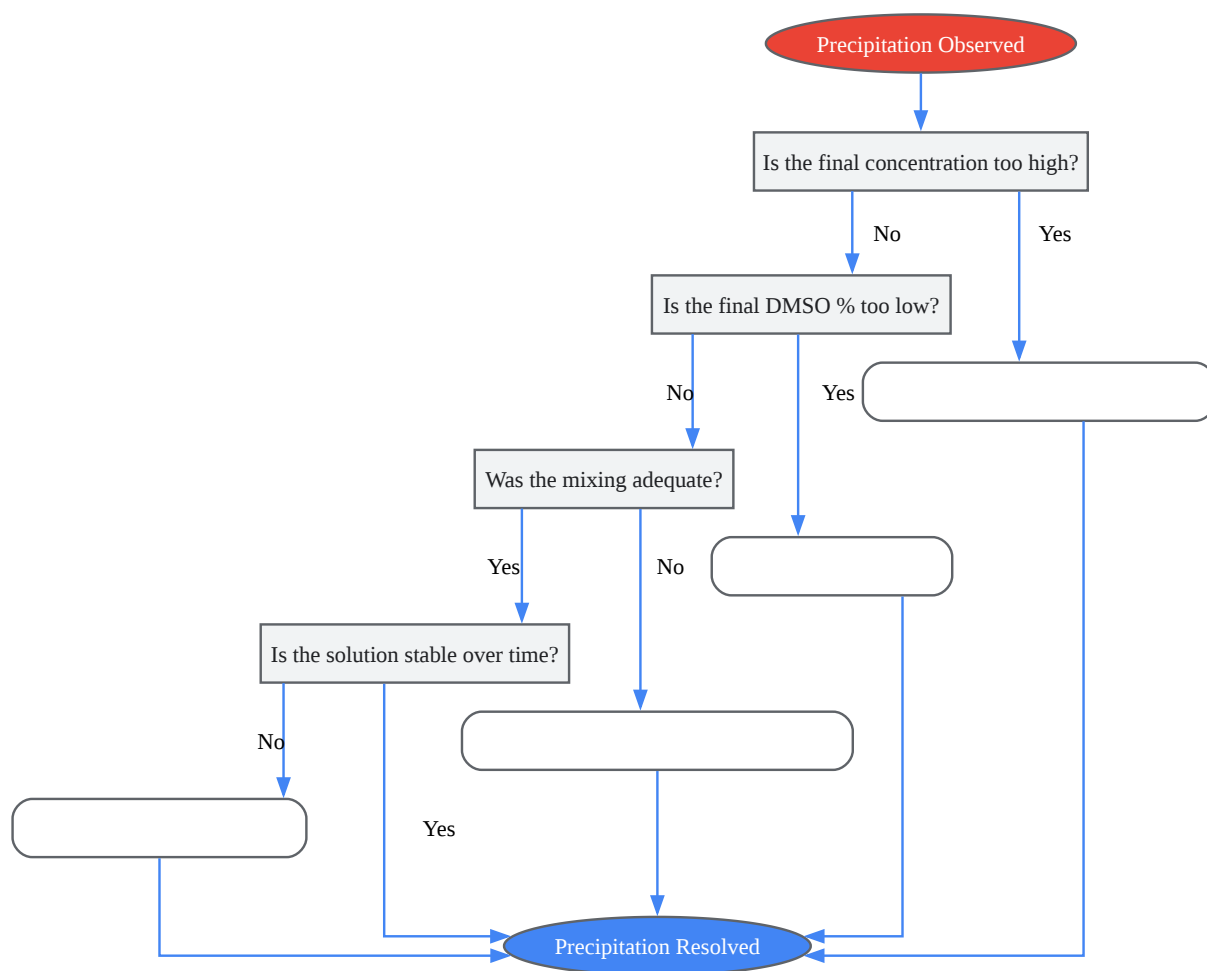 Precipitation Observed
Is the final concentration too high?
No
Yes
Is the final DMSO % too low?
No
Yes
Was the mixing adequate?
Yes
No
Is the solution stable over time?
No
Yes
Precipitation Resolved